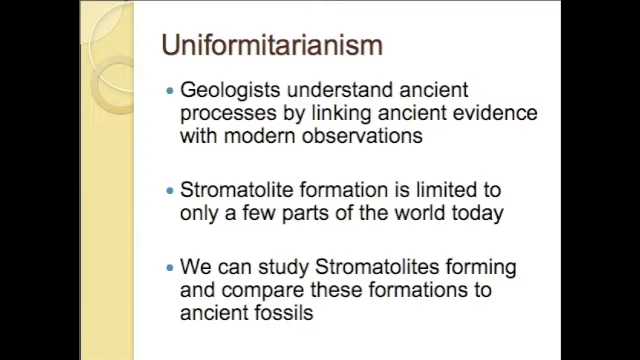 Uniformitarianism
• Geologists understand ancient
processes by linking ancient evidence
with modern observations
• Stromatolite formation is limited to
only a few parts of the world today
• We can study Stromatolites forming
and compare these formations to
ancient fossils